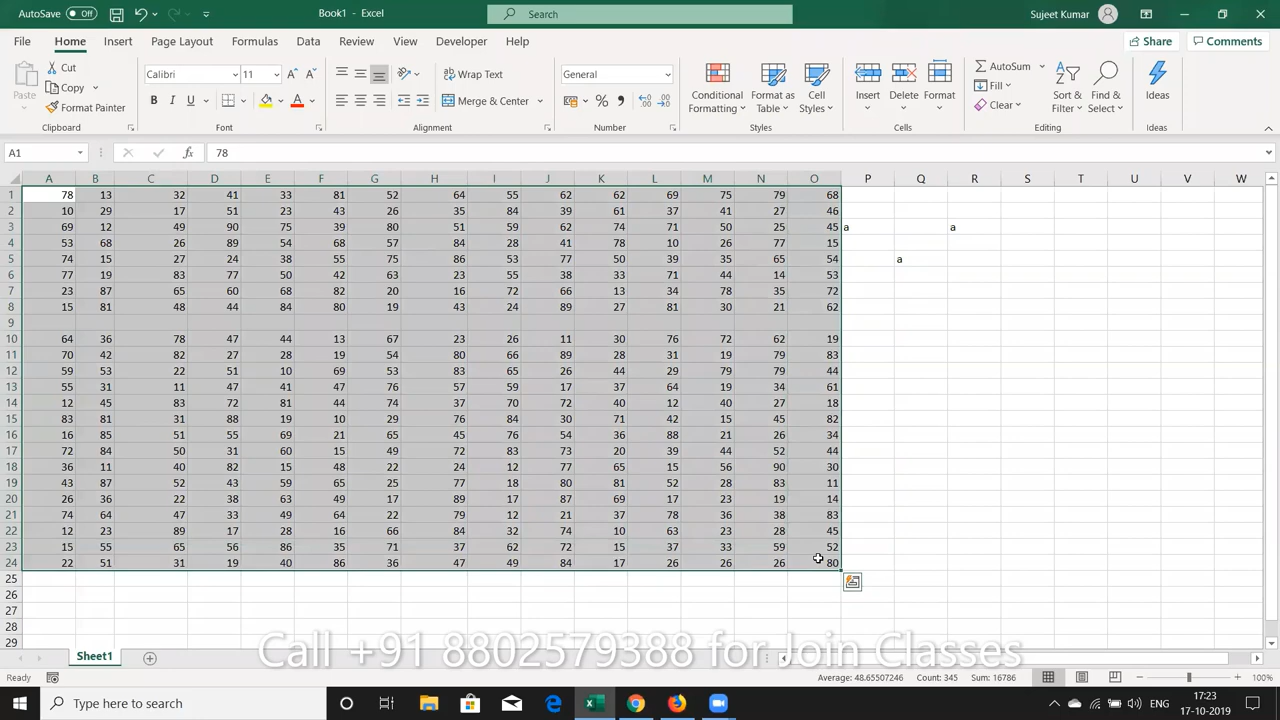 AutoSave Off Book1 - Excel Search Sujeet Kumar
File Home Insert Page Layout Formulas Data Review View Developer Help Share Comments
Paste Cut Copy Format Painter Clipboard
Calibri 11 A A B I U A Font
Wrap Text Merge & Center Alignment
General % , Number
Conditional Formatting Format as Table Cell Styles Styles
Insert Delete Format Cells
AutoSum Fill Clear Sort & Filter Find & Select Editing
Ideas Ideas
A1 fx 78
A B C D E F G H I J K L M N O P Q R S T U V W
1 78 13 32 41 33 81 52 64 55 62 62 69 75 79 68
2 10 29 17 51 23 43 26 35 84 39 61 37 41 27 46
3 69 12 49 90 75 39 80 51 59 62 74 71 50 25 45 a a
4 53 68 26 89 54 68 57 84 28 41 78 10 26 77 15
5 74 15 27 24 38 55 75 86 53 77 50 39 35 65 54 a
6 77 19 83 77 50 42 63 23 55 38 33 71 44 14 53
7 23 87 65 60 68 82 20 16 72 66 13 34 78 35 72
8 15 81 48 44 84 80 19 43 24 89 27 81 30 21 62
9
10 64 36 78 47 44 13 67 23 26 11 30 76 72 62 19
11 70 42 82 27 28 19 54 80 66 89 28 31 19 79 83
12 59 53 22 51 10 69 53 83 65 26 44 29 79 79 44
13 55 31 11 47 41 47 76 57 59 17 37 64 19 34 61
14 12 45 83 72 81 44 74 37 70 72 40 12 40 27 18
15 83 81 31 88 19 10 29 76 84 30 71 42 15 45 82
16 16 85 51 55 69 21 65 45 76 54 36 88 21 26 34
17 72 84 50 31 60 15 49 72 83 73 20 39 44 52 44
18 36 11 40 82 15 48 22 24 12 77 65 15 56 90 30
19 43 87 52 43 59 65 25 77 18 80 81 52 28 83 11
20 26 36 22 38 63 49 17 89 17 87 69 17 23 19 14
21 74 64 47 33 49 64 22 79 12 21 37 78 36 38 83
22 12 23 89 17 28 16 66 84 32 74 10 63 23 28 45
23 15 55 65 56 86 35 71 37 62 72 15 37 33 59 52
24 22 51 31 19 40 86 36 47 49 84 17 26 26 26 80
25
26
27
28
29
Call +91 8802579388 for Join Classes
Sheet1
Ready Average: 48.65507246 Count: 345 Sum: 16786 100%
Type here to search ENG 17:23
17-10-2019